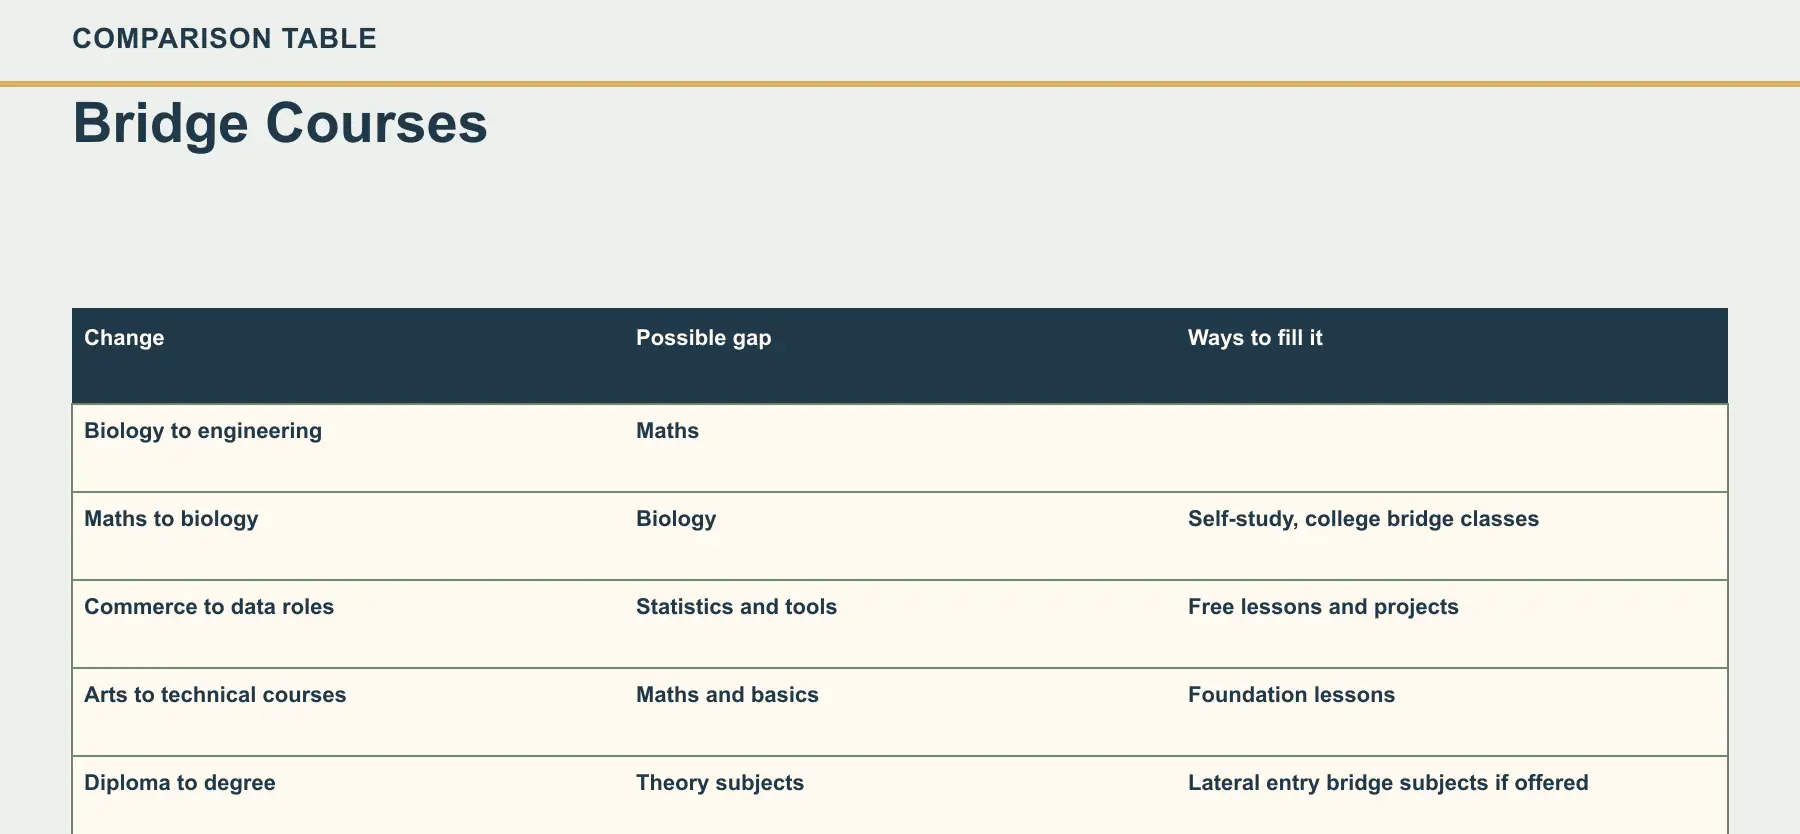 COMPARISON TABLE
Bridge Courses
Change Possible gap Ways to fill it
Biology to engineering Maths
Maths to biology Biology Self-study, college bridge classes
Commerce to data roles Statistics and tools Free lessons and projects
Arts to technical courses Maths and basics Foundation lessons
Diploma to degree Theory subjects Lateral entry bridge subjects if offered